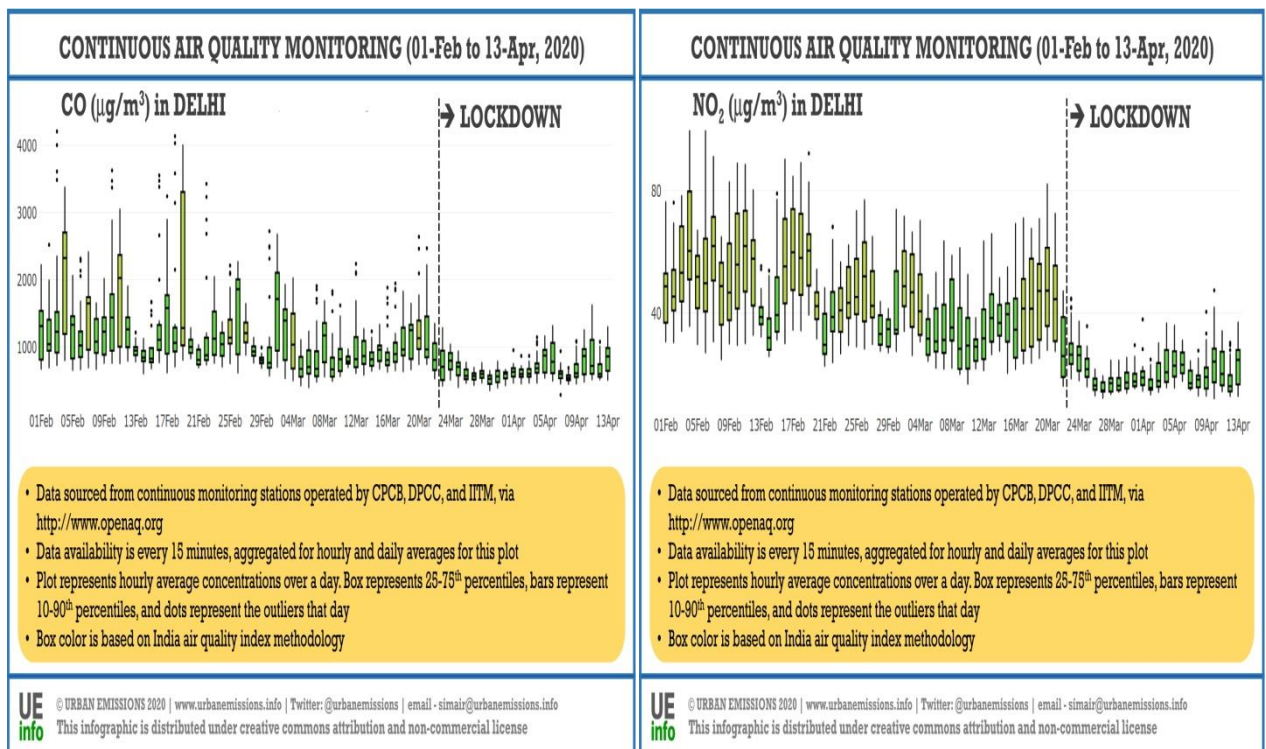 CONTINUOUS AIR QUALITY MONITORING (01-Feb to 13-Apr, 2020)
CO (µg/m³) in DELHI
→ LOCKDOWN
4000
3000
2000
1000
01Feb 05Feb 09Feb 13Feb 17Feb 21Feb 25Feb 29Feb 04Mar 08Mar 12Mar 16Mar 20Mar 24Mar 28Mar 01Apr 05Apr 09Apr 13Apr
• Data sourced from continuous monitoring stations operated by CPCB, DPCC, and IITM, via
http://www.openaq.org
• Data availability is every 15 minutes, aggregated for hourly and daily averages for this plot
• Plot represents hourly average concentrations over a day. Box represents 25-75th percentiles, bars represent
10-90th percentiles, and dots represent the outliers that day
• Box color is based on India air quality index methodology
UE
info
© URBAN EMISSIONS 2020 | www.urbanemissions.info | Twitter: @urbanemissions | email - simair@urbanemissions.info
This infographic is distributed under creative commons attribution and non-commercial license
CONTINUOUS AIR QUALITY MONITORING (01-Feb to 13-Apr, 2020)
NO₂ (µg/m³) in DELHI
→ LOCKDOWN
80
40
01Feb 05Feb 09Feb 13Feb 17Feb 21Feb 25Feb 29Feb 04Mar 08Mar 12Mar 16Mar 20Mar 24Mar 28Mar 01Apr 05Apr 09Apr 13Apr
• Data sourced from continuous monitoring stations operated by CPCB, DPCC, and IITM, via
http://www.openaq.org
• Data availability is every 15 minutes, aggregated for hourly and daily averages for this plot
• Plot represents hourly average concentrations over a day. Box represents 25-75th percentiles, bars represent
10-90th percentiles, and dots represent the outliers that day
• Box color is based on India air quality index methodology
UE
info
© URBAN EMISSIONS 2020 | www.urbanemissions.info | Twitter: @urbanemissions | email - simair@urbanemissions.info
This infographic is distributed under creative commons attribution and non-commercial license